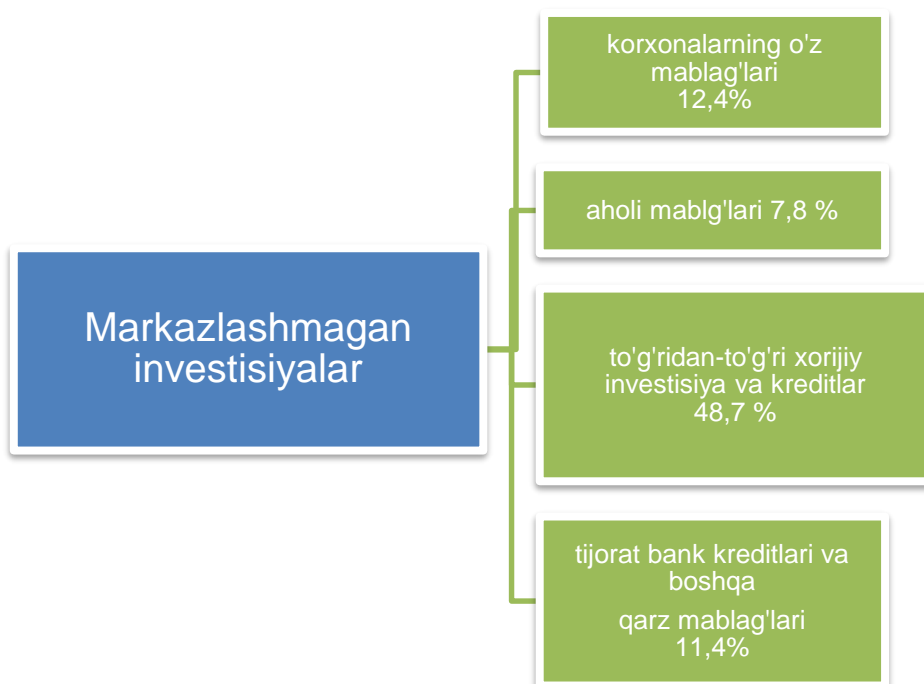 Markazlashmagan
investisiyalar
korxonalarning o'z
mablag'lari
12,4%
aholi mablg'lari 7,8 %
to'g'ridan-to'g'ri xorijiy
investisiya va kreditlar
48,7 %
tijorat bank kreditlari va
boshqa
qarz mablag'lari
11,4%